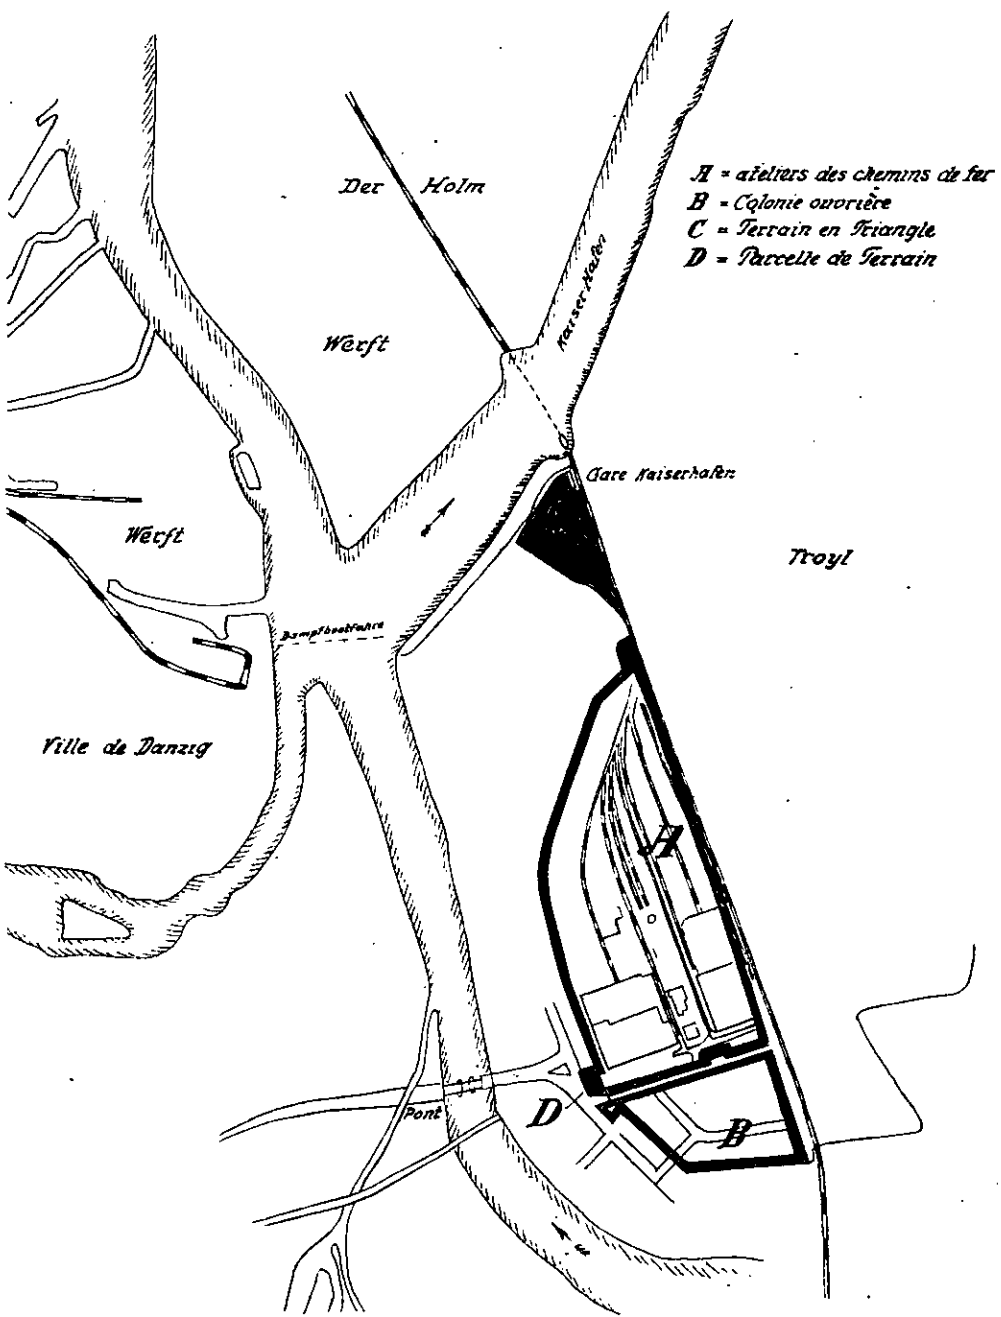 Der Holm
A = ateliers des chemins de fer
B = Colonie ouvrière
C = Terrain en Triangle
D = Parcelle de Terrain
Kaiser Hafen
Werft
Gare Kaiserhafen
Werft
Troyl
Dampfbootfähre
Ville de Danzig
A
Pont
D
B